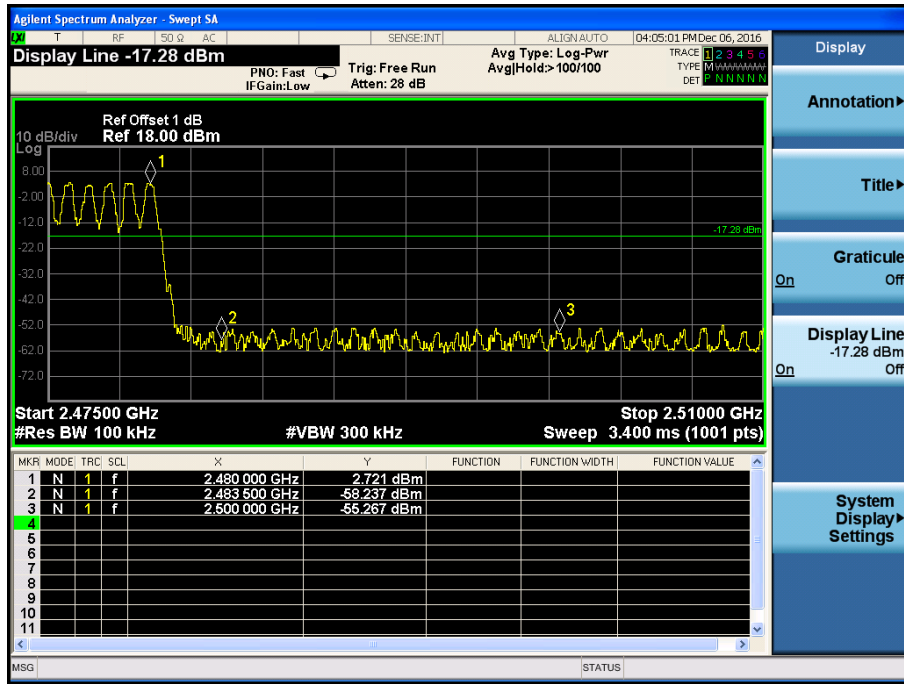 Agilent Spectrum Analyzer - Swept SA
LXI T RF 50 Ω AC SENSE:INT ALIGN AUTO 04:05:01 PM Dec 06, 2016
Display Line -17.28 dBm
PNO: Fast
IFGain:Low
Trig: Free Run
Atten: 28 dB
Avg Type: Log-Pwr
Avg|Hold:>100/100
TRACE 1 2 3 4 5 6
TYPE M WWWWW
DET P N N N N N
Ref Offset 1 dB
10 dB/div Ref 18.00 dBm
Log
8.00
-2.00
-12.0
-22.0
-32.0
-42.0
-52.0
-62.0
-72.0
1
-17.28 dBm
2
3
Start 2.47500 GHz Stop 2.51000 GHz
#Res BW 100 kHz #VBW 300 kHz Sweep 3.400 ms (1001 pts)
MKR MODE TRC SCL X Y FUNCTION FUNCTION WIDTH FUNCTION VALUE
1 N 1 f 2.480 000 GHz 2.721 dBm
2 N 1 f 2.483 500 GHz -58.237 dBm
3 N 1 f 2.500 000 GHz -55.267 dBm
4
5
6
7
8
9
10
11
MSG STATUS
Display
Annotation
Title
Graticule
On Off
Display Line
-17.28 dBm
On Off
System
Display
Settings